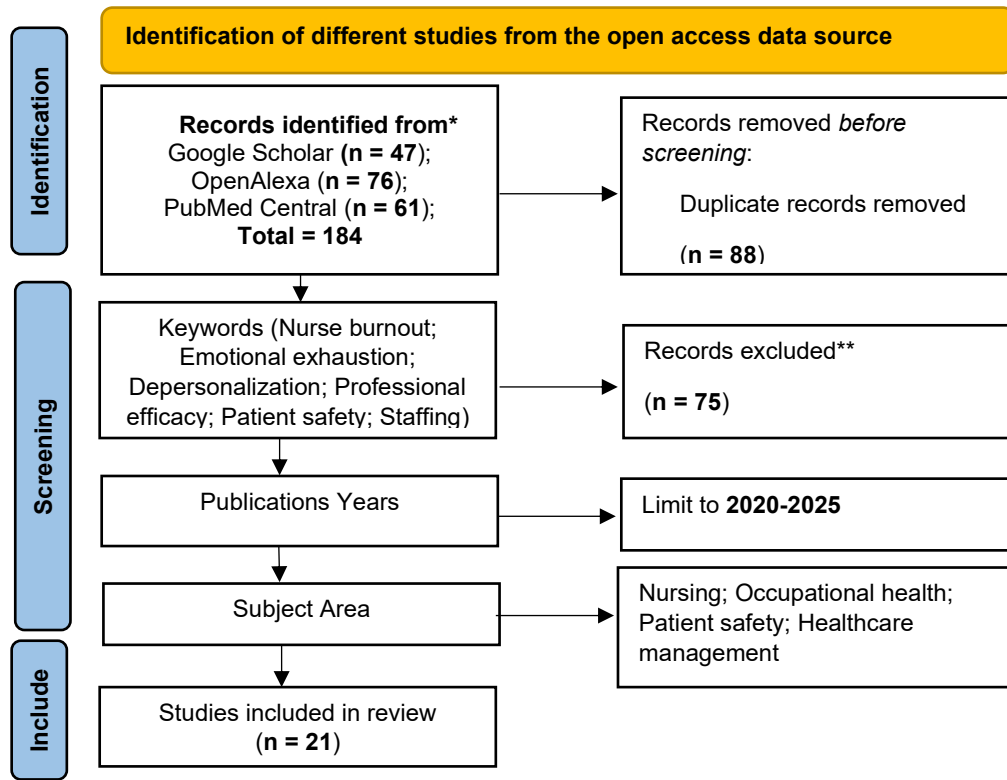 Identification of different studies from the open access data source
Identification
Records identified from*
Google Scholar (n = 47);
OpenAlexa (n = 76);
PubMed Central (n = 61);
Total = 184
Records removed before
screening:
Duplicate records removed
(n = 88)
Screening
Keywords (Nurse burnout;
Emotional exhaustion;
Depersonalization; Professional
efficacy; Patient safety; Staffing)
Records excluded**
(n = 75)
Publications Years
Limit to 2020-2025
Subject Area
Nursing; Occupational health;
Patient safety; Healthcare
management
Include
Studies included in review
(n = 21)